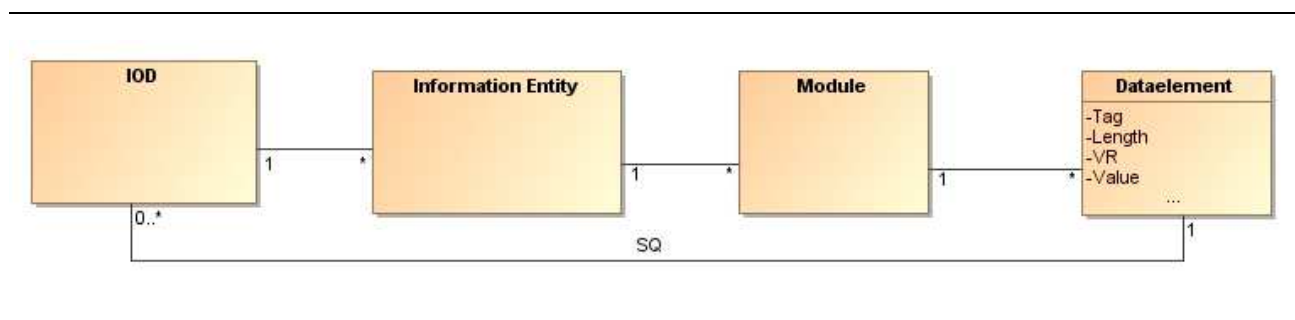 IOD
Information Entity
Module
Dataelement
-Tag
-Length
-VR
-Value
...
1
*
1
*
1
*
0..*
1
SQ